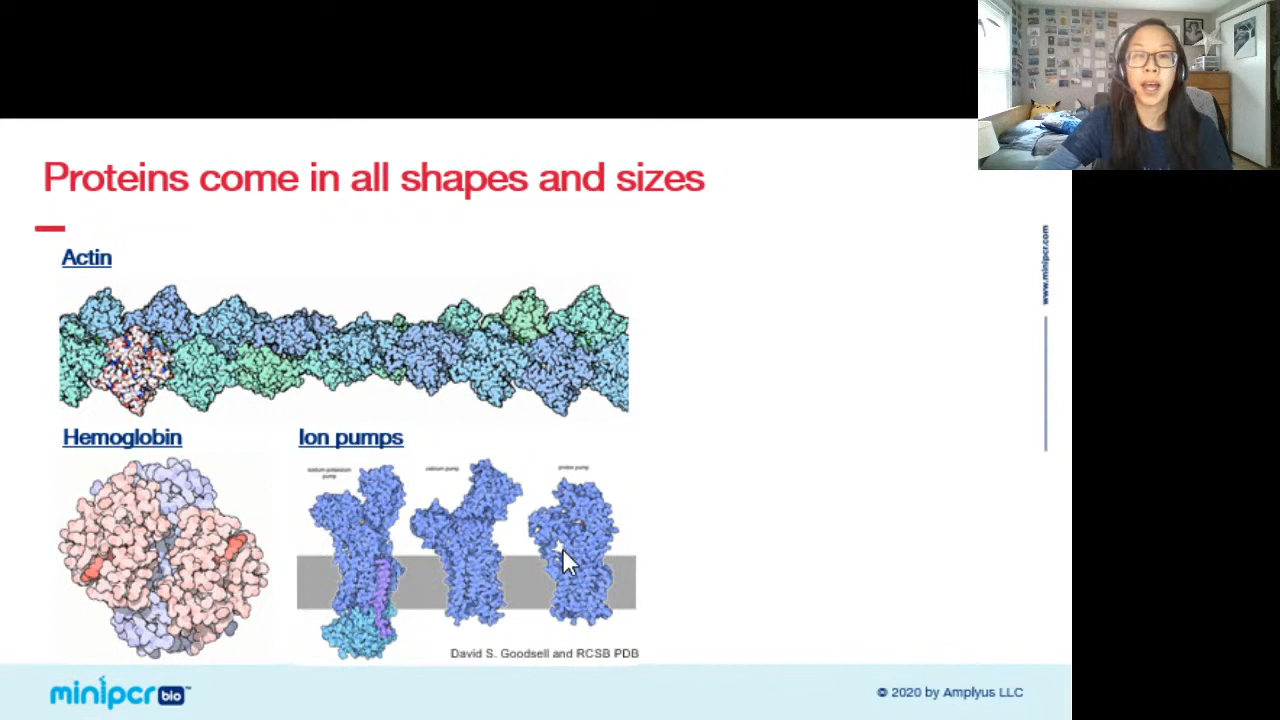 Proteins come in all shapes and sizes
Actin
www.minipcr.com
Hemoglobin
Ion pumps
sodium-potassium
pump
calcium pump
proton pump
David S. Goodsell and RCSB PDB
minipcr bio™
© 2020 by Amplyus LLC